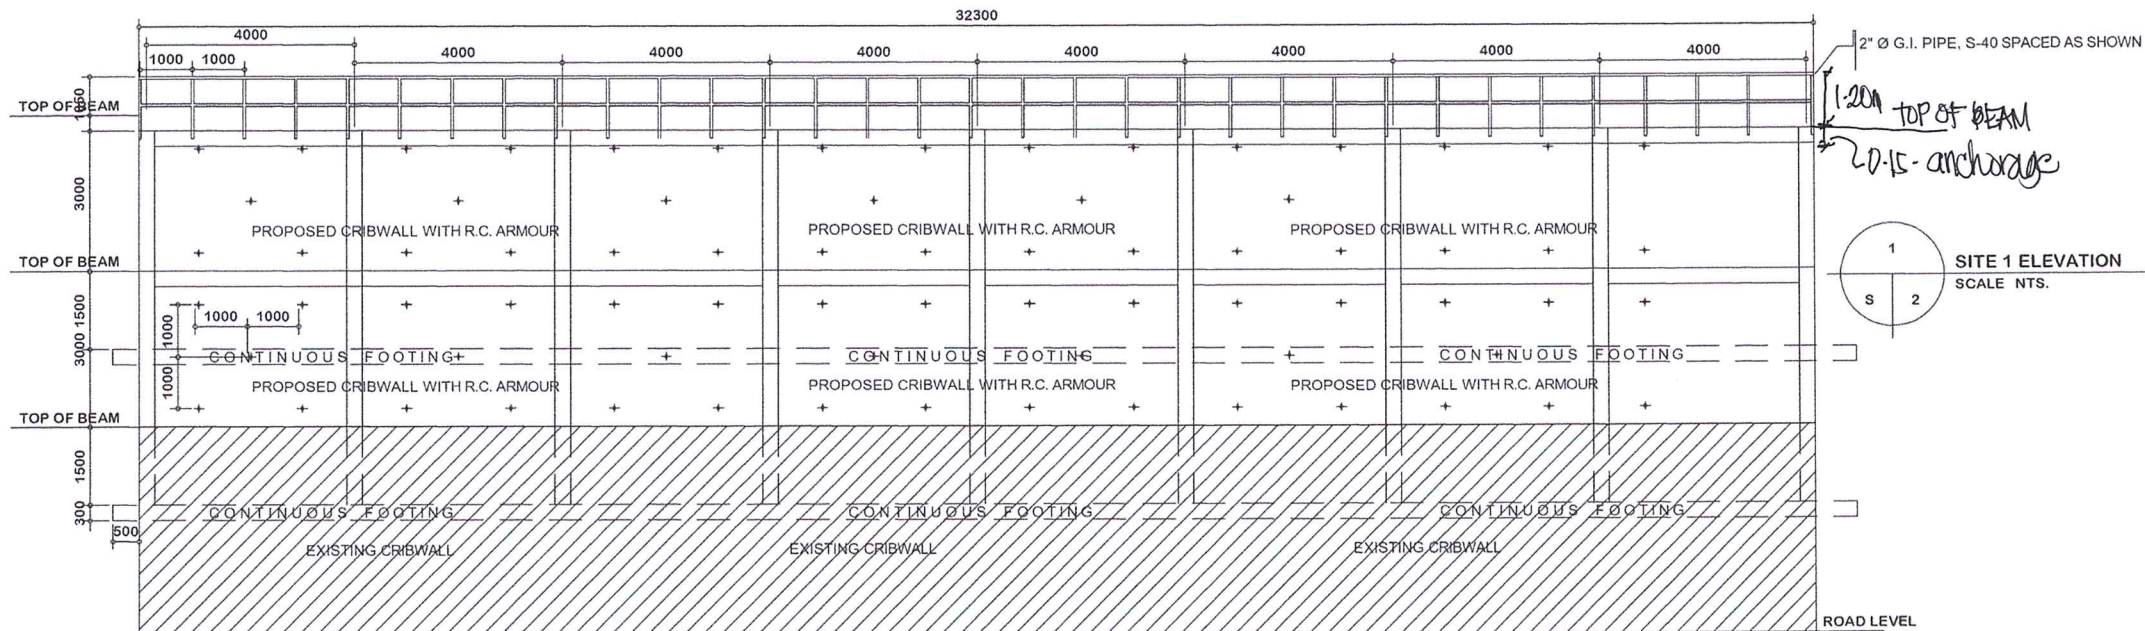 32300
4000
4000 4000 4000 4000 4000 4000 4000
2" Ø G.I. PIPE, S-40 SPACED AS SHOWN
1000 1000
TOP OF BEAM
1.20m TOP OF BEAM
0.15 - anchorage
3000
PROPOSED CRIBWALL WITH R.C. ARMOUR PROPOSED CRIBWALL WITH R.C. ARMOUR PROPOSED CRIBWALL WITH R.C. ARMOUR
TOP OF BEAM
1
SITE 1 ELEVATION
SCALE NTS.
S 2
1500
1000
1000 1000
3000
CONTINUOUS FOOTING CONTINUOUS FOOTING CONTINUOUS FOOTING
1000
PROPOSED CRIBWALL WITH R.C. ARMOUR PROPOSED CRIBWALL WITH R.C. ARMOUR PROPOSED CRIBWALL WITH R.C. ARMOUR
TOP OF BEAM
1500
300
CONTINUOUS FOOTING CONTINUOUS FOOTING CONTINUOUS FOOTING
500
EXISTING CRIBWALL EXISTING CRIBWALL EXISTING CRIBWALL
ROAD LEVEL